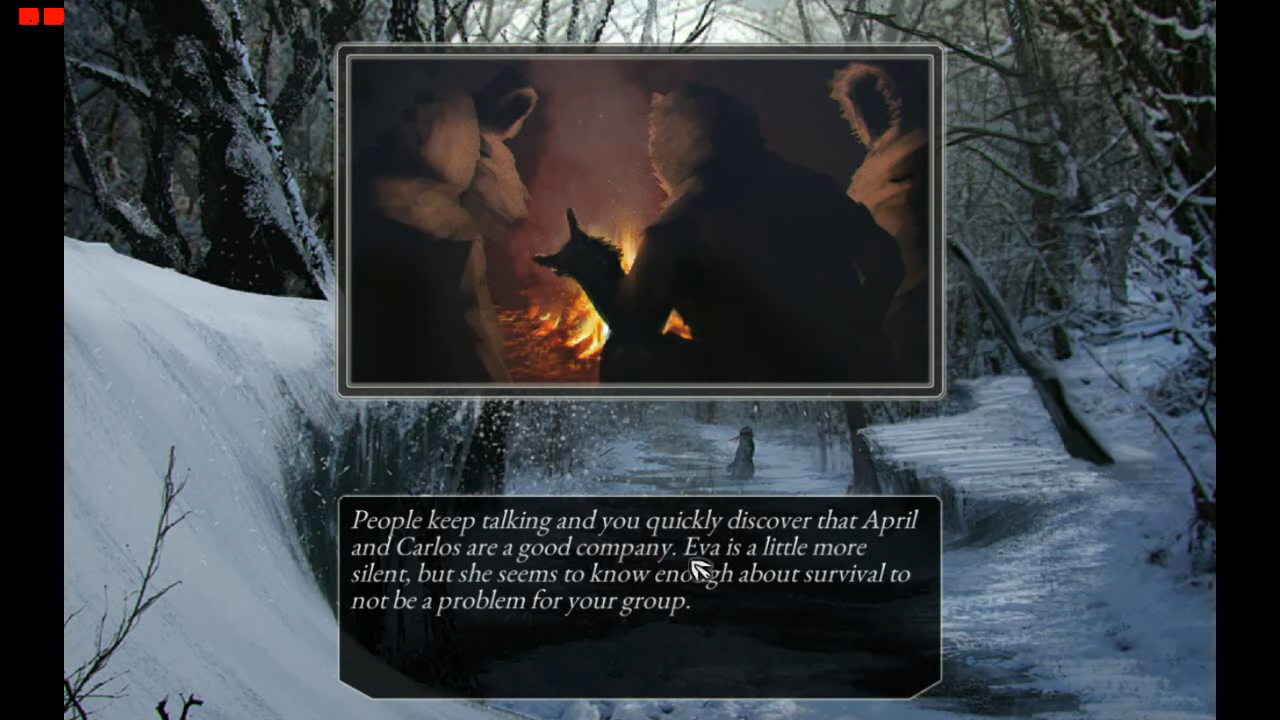 People keep talking and you quickly discover that April
and Carlos are a good company. Eva is a little more
silent, but she seems to know enough about survival to
not be a problem for your group.